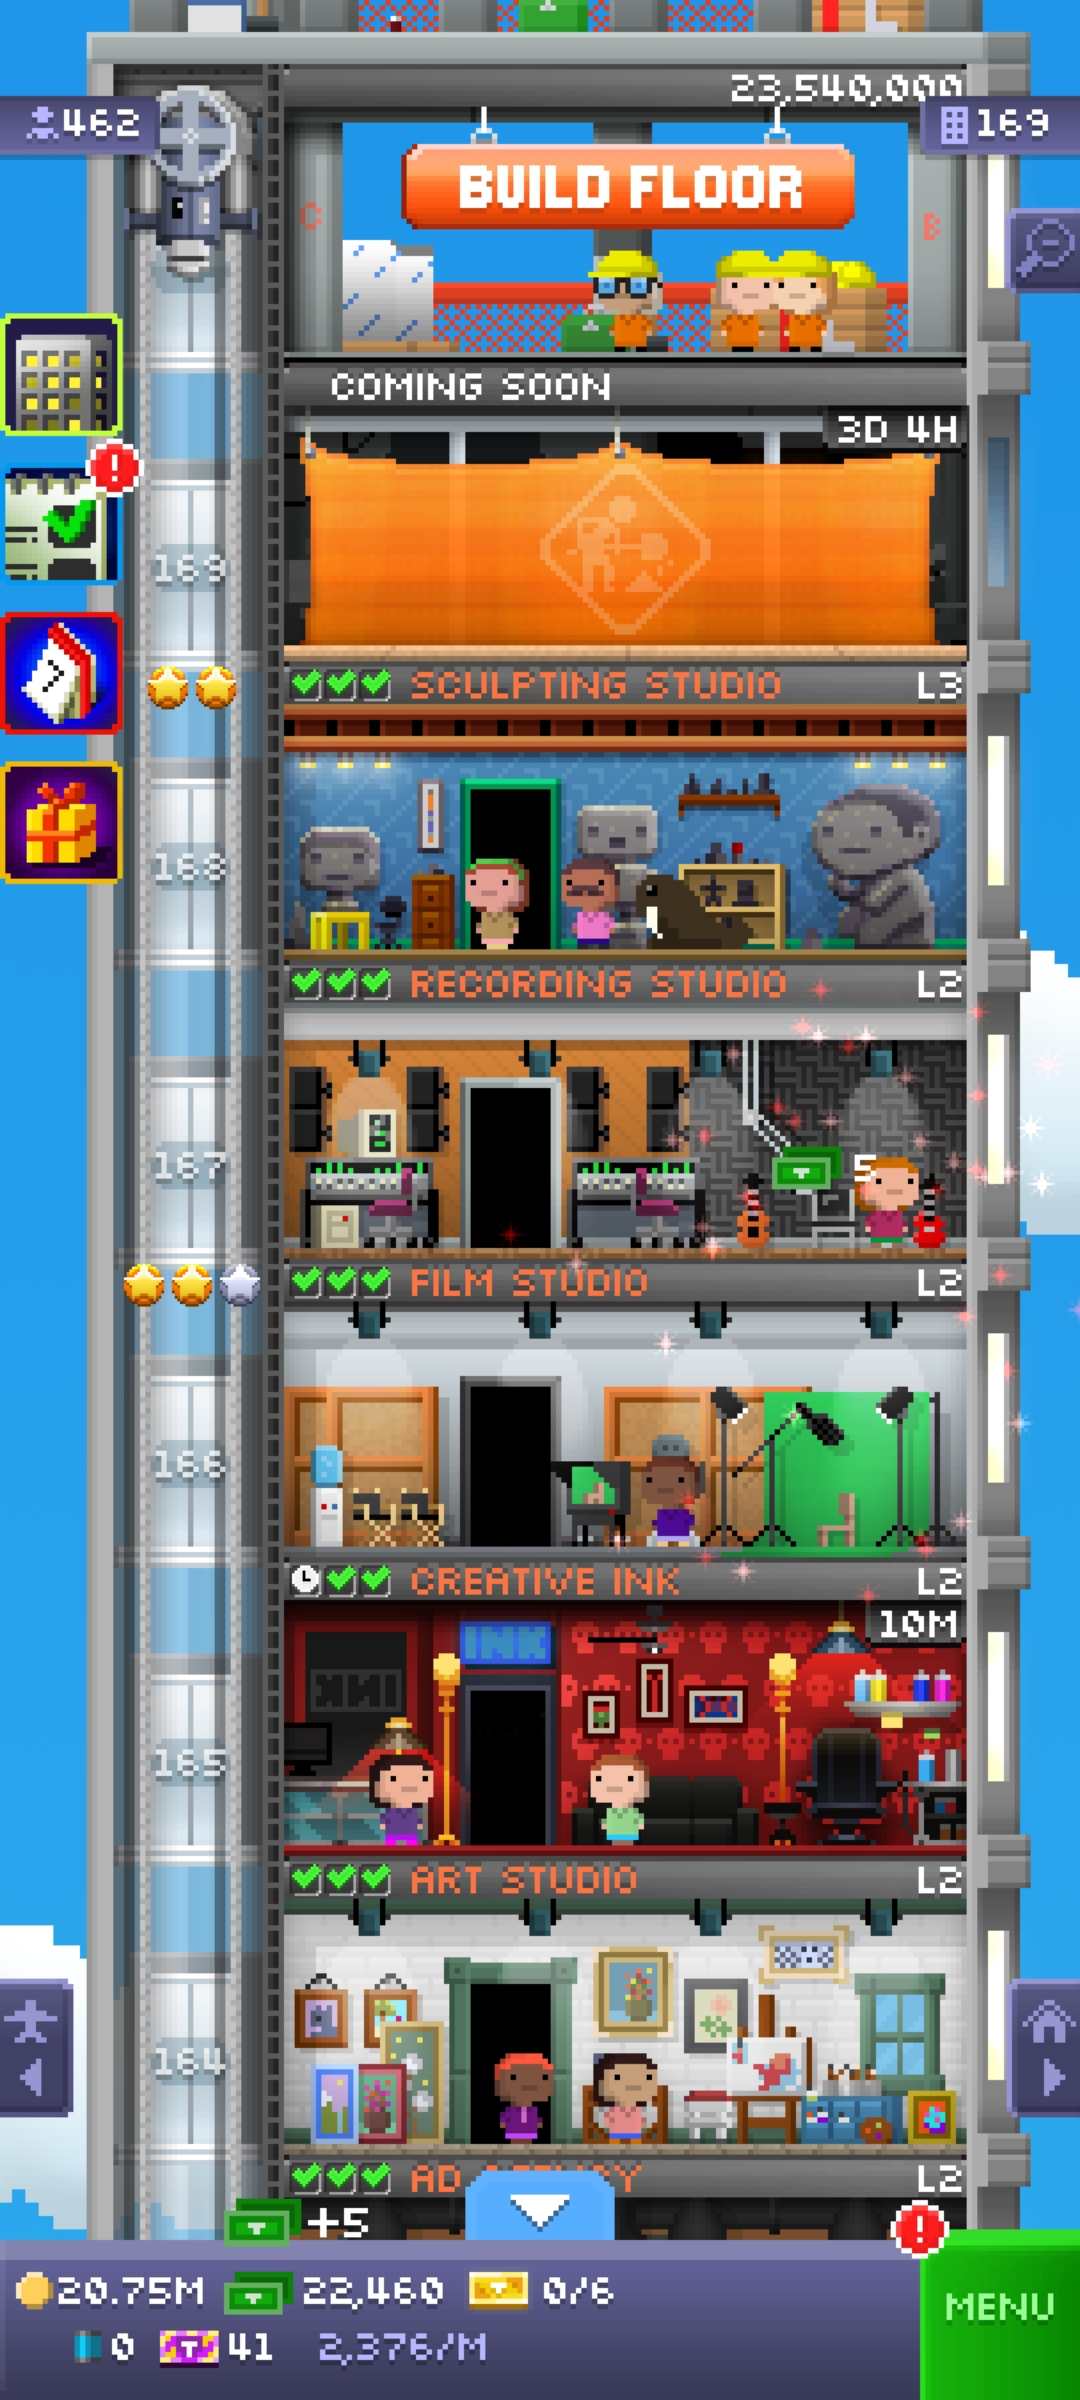 23,540,000
462
169
BUILD FLOOR
C
B
COMING SOON
3D 4H
169
SCULPTING STUDIO
L3
168
RECORDING STUDIO
L2
167
5
FILM STUDIO
L2
166
CREATIVE INK
L2
10M
INK
165
ART STUDIO
L2
164
AD
L2
+5
20.75M
22,460
0/6
MENU
0
41
2,376/M